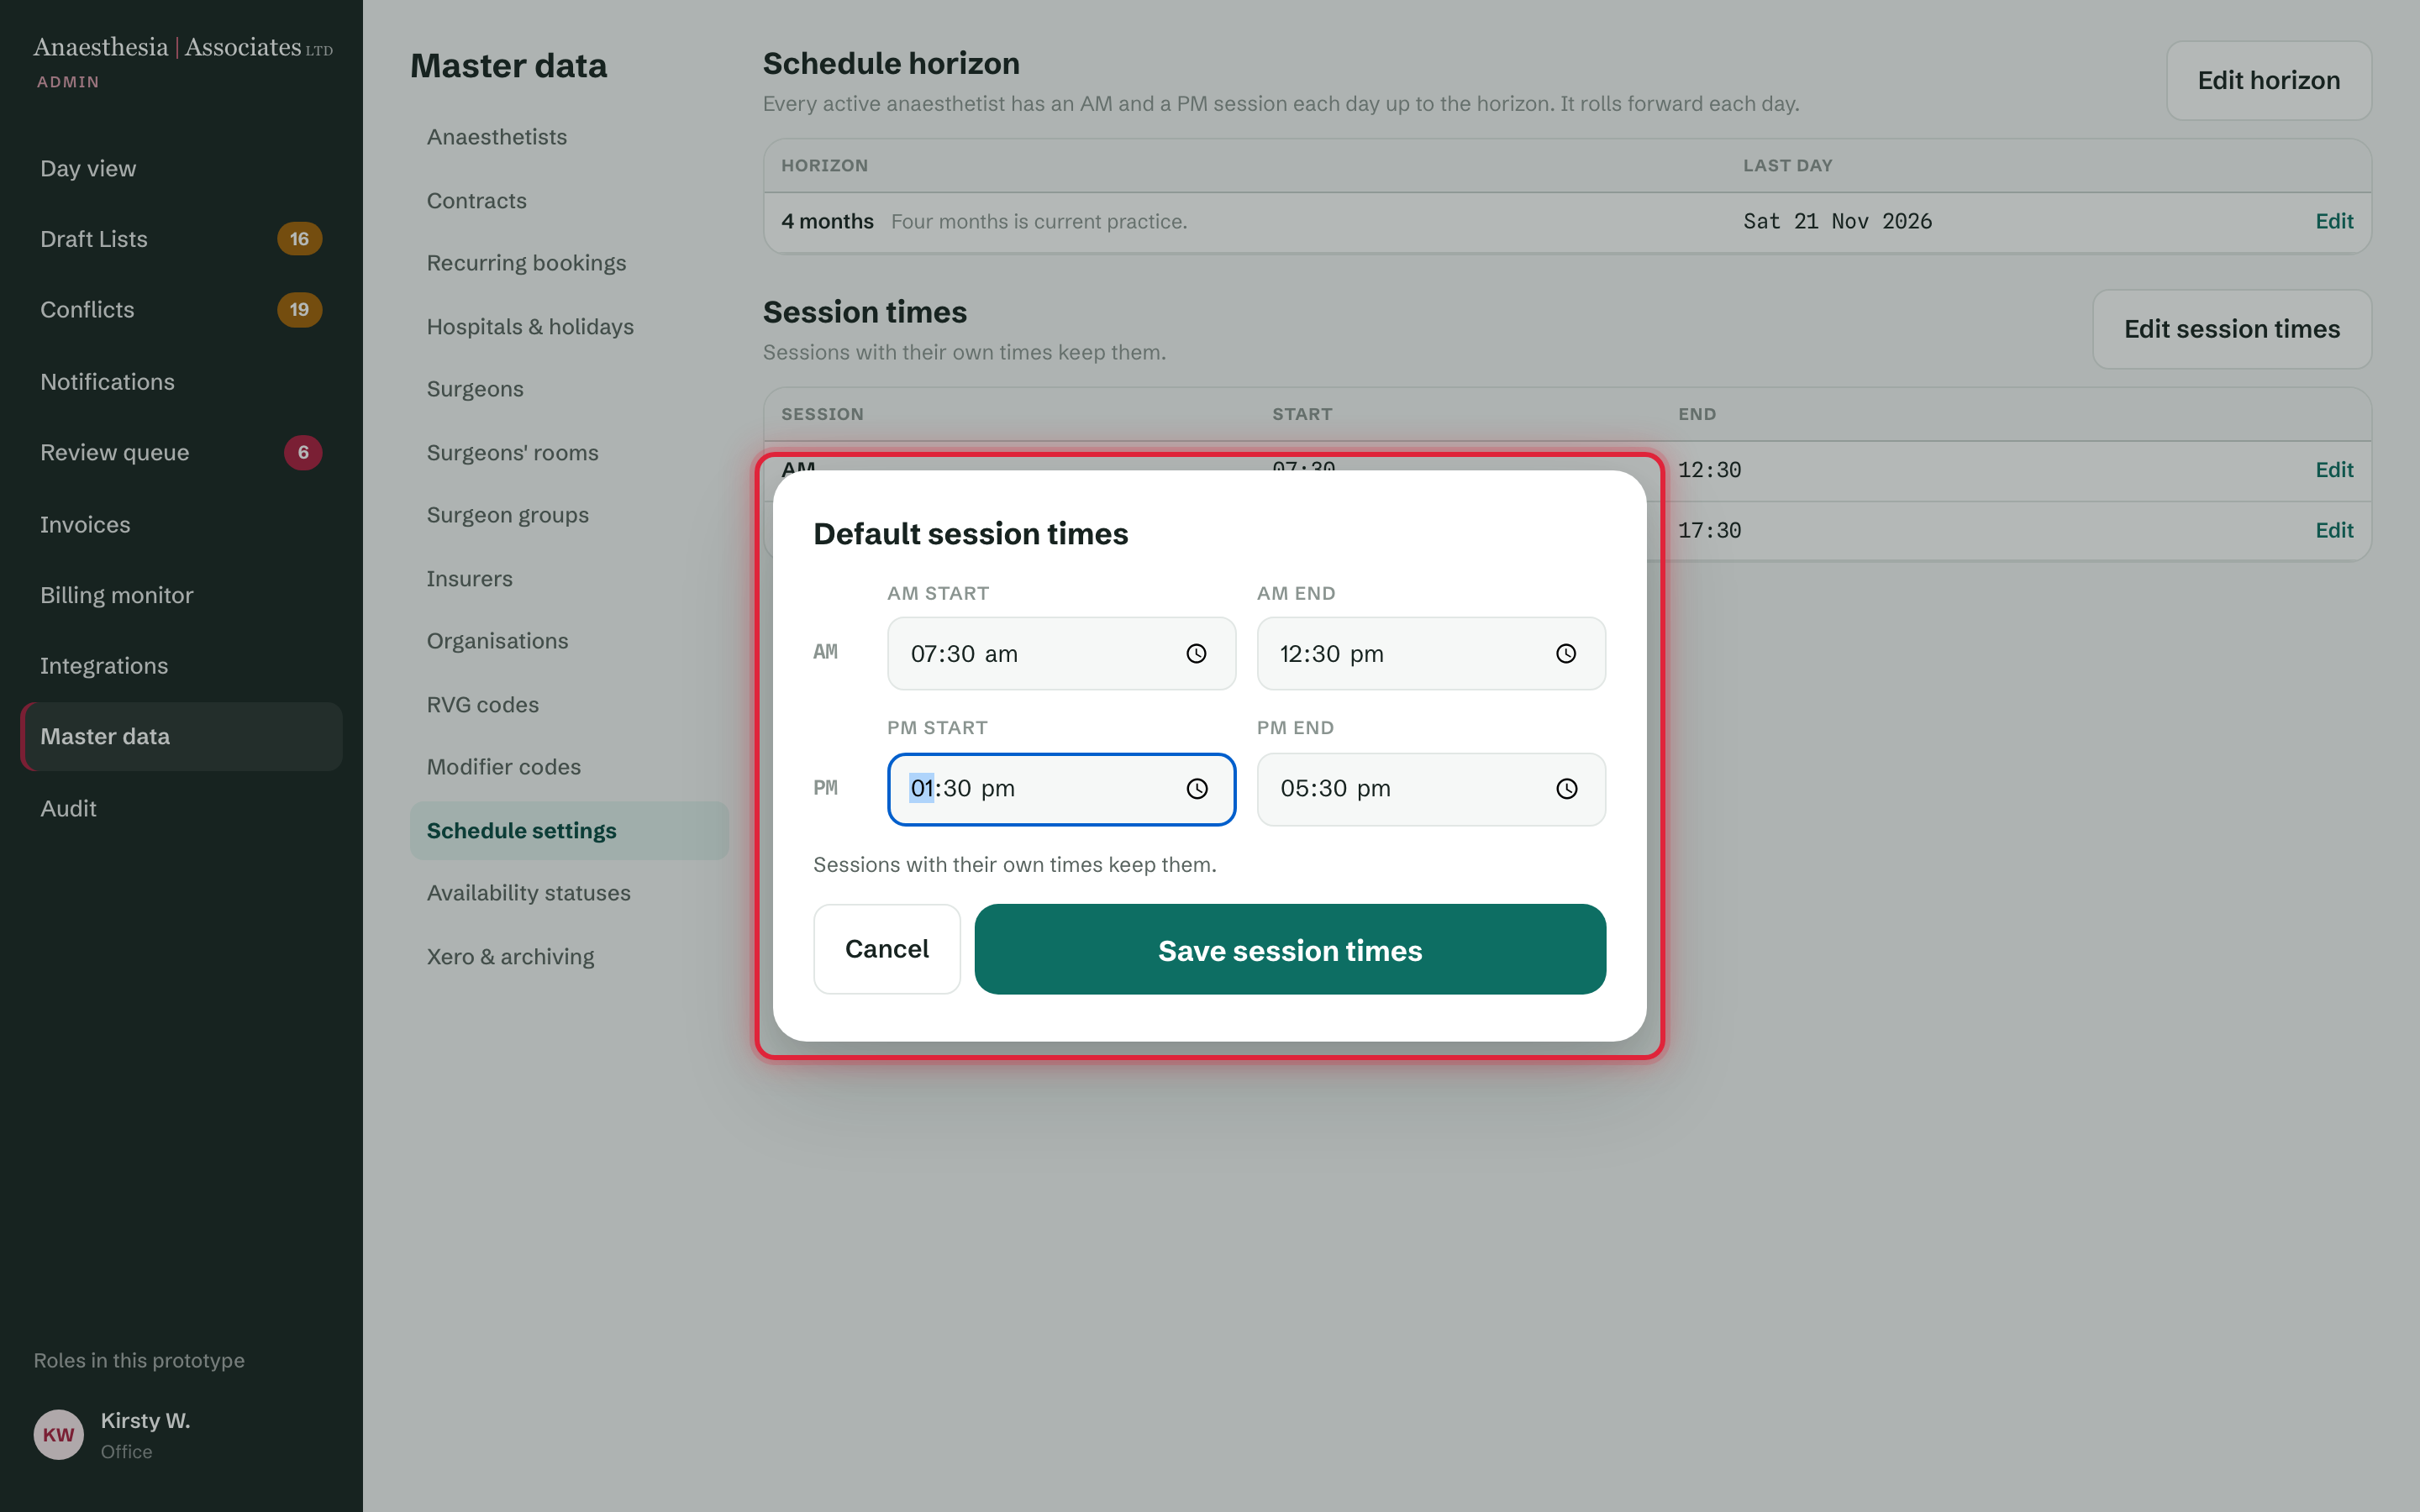 Anaesthesia | Associates LTD
ADMIN
Day view
Draft Lists 16
Conflicts 19
Notifications
Review queue 6
Invoices
Billing monitor
Integrations
Master data
Audit
Roles in this prototype
KW
Kirsty W.
Office
Master data
Anaesthetists
Contracts
Recurring bookings
Hospitals & holidays
Surgeons
Surgeons' rooms
Surgeon groups
Insurers
Organisations
RVG codes
Modifier codes
Schedule settings
Availability statuses
Xero & archiving
Schedule horizon
Every active anaesthetist has an AM and a PM session each day up to the horizon. It rolls forward each day.
Edit horizon
HORIZON LAST DAY
4 months Four months is current practice. Sat 21 Nov 2026 Edit
Session times
Sessions with their own times keep them.
Edit session times
SESSION START END
AM 07:30 12:30 Edit
17:30 Edit
Default session times
AM START AM END
AM 07:30 am 12:30 pm
PM START PM END
PM 01:30 pm 05:30 pm
Sessions with their own times keep them.
Cancel Save session times